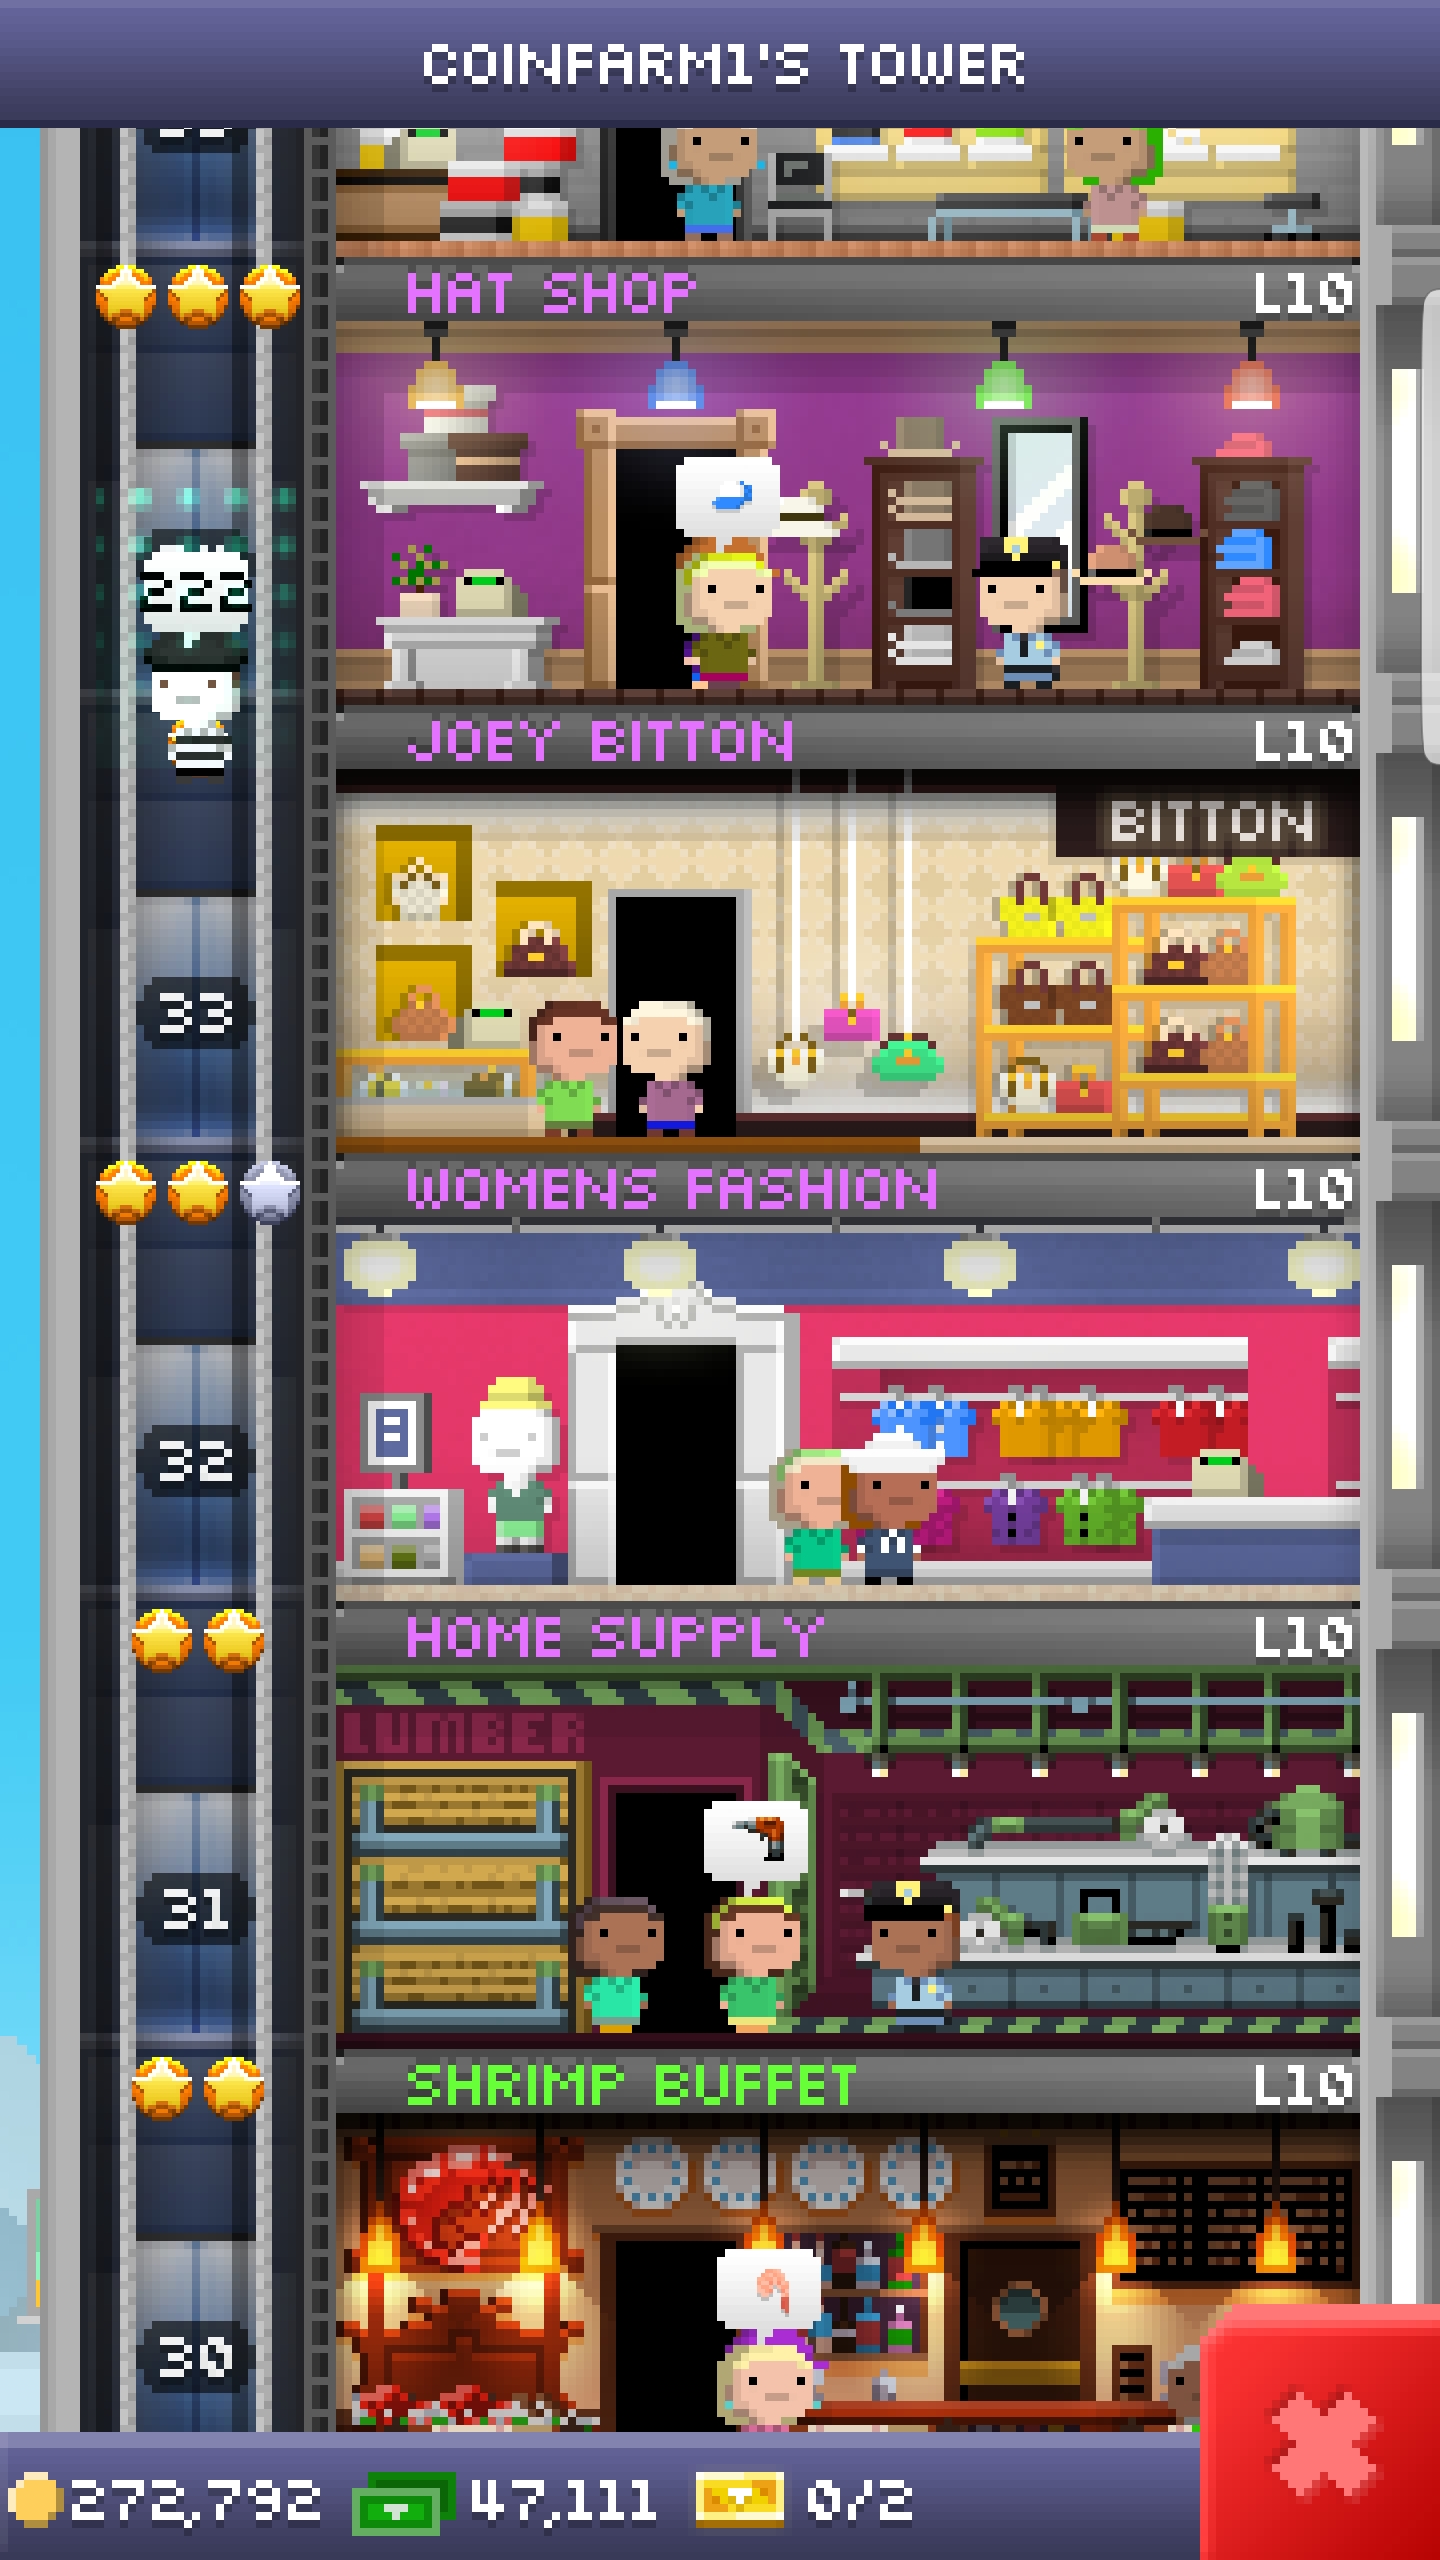 COINFARM1'S TOWER
HAT SHOP L10
222
JOEY BITTON L10
BITTON
33
WOMENS FASHION L10
32
HOME SUPPLY L10
LUMBER
31
SHRIMP BUFFET L10
30
272,792 47,111 0/2